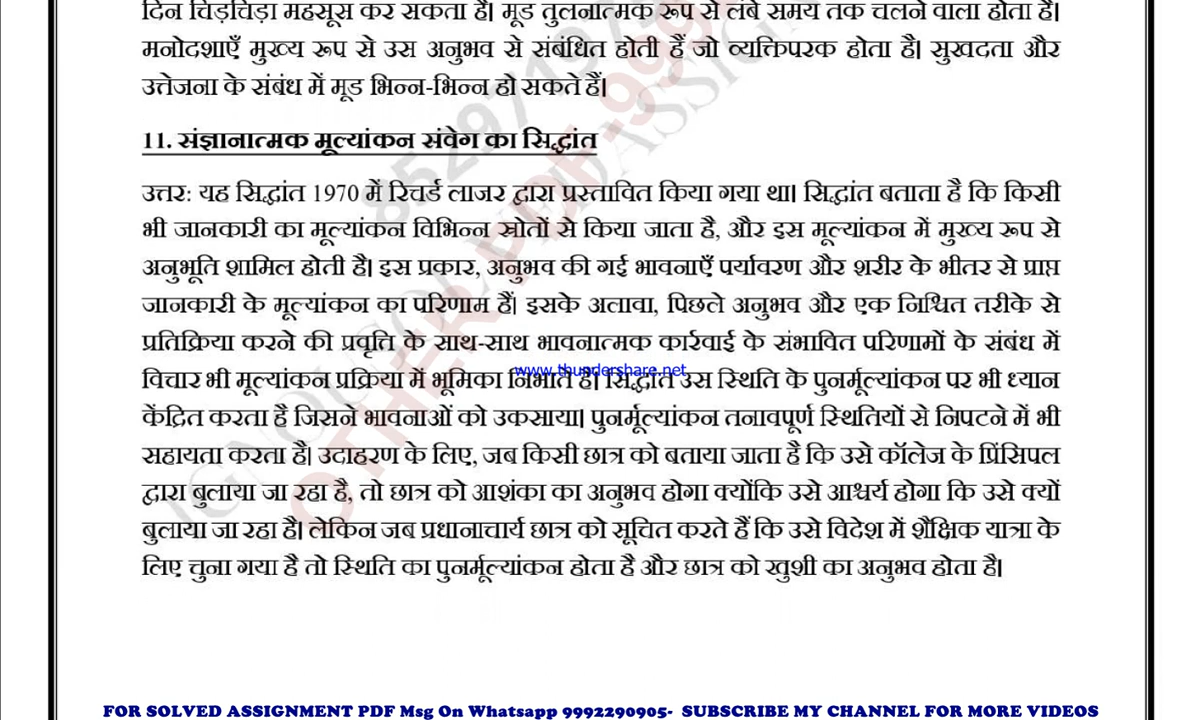 दिन चिड़चिड़ा महसूस कर सकता है। मूड तुलनात्मक रूप से लंबे समय तक चलने वाला होता है।
मनोदशाएँ मुख्य रूप से उस अनुभव से संबंधित होती हैं जो व्यक्तिपरक होता है। सुखदता और
उत्तेजना के संबंध में मूड भिन्न-भिन्न हो सकते हैं।
11. संज्ञानात्मक मूल्यांकन संवेग का सिद्धांत
उत्तर: यह सिद्धांत 1970 में रिचर्ड लाजर द्वारा प्रस्तावित किया गया था। सिद्धांत बताता है कि किसी
भी जानकारी का मूल्यांकन विभिन्न स्रोतों से किया जाता है, और इस मूल्यांकन में मुख्य रूप से
अनुभूति शामिल होती है। इस प्रकार, अनुभव की गई भावनाएँ पर्यावरण और शरीर के भीतर से प्राप्त
जानकारी के मूल्यांकन का परिणाम हैं। इसके अलावा, पिछले अनुभव और एक निश्चित तरीके से
प्रतिक्रिया करने की प्रवृत्ति के साथ-साथ भावनात्मक कार्रवाई के संभावित परिणामों के संबंध में
www.thundershare.net
विचार भी मूल्यांकन प्रक्रिया में भूमिका निभाते हैं। सिद्धांत उस स्थिति के पुनर्मूल्यांकन पर भी ध्यान
केंद्रित करता है जिसने भावनाओं को उकसाया। पुनर्मूल्यांकन तनावपूर्ण स्थितियों से निपटने में भी
सहायता करता है। उदाहरण के लिए, जब किसी छात्र को बताया जाता है कि उसे कॉलेज के प्रिंसिपल
द्वारा बुलाया जा रहा है, तो छात्र को आशंका का अनुभव होगा क्योंकि उसे आश्चर्य होगा कि उसे क्यों
बुलाया जा रहा है। लेकिन जब प्रधानाचार्य छात्र को सूचित करते हैं कि उसे विदेश में शैक्षिक यात्रा के
लिए चुना गया है तो स्थिति का पुनर्मूल्यांकन होता है और छात्र को खुशी का अनुभव होता है।
FOR SOLVED ASSIGNMENT PDF Msg On Whatsapp 9992290905- SUBSCRIBE MY CHANNEL FOR MORE VIDEOS